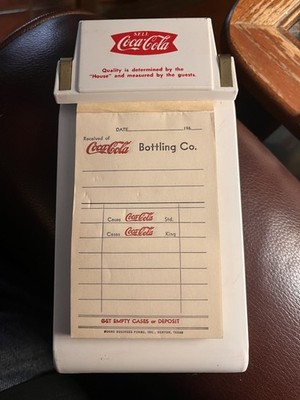 SELL
Coca-Cola
Quality is determined by the
"House" and measured by the guests.
DATE 196
Received of
Coca-Cola Bottling Co.
Cases Coca-Cola Std.
Cases Coca-Cola King
GET EMPTY CASES or DEPOSIT